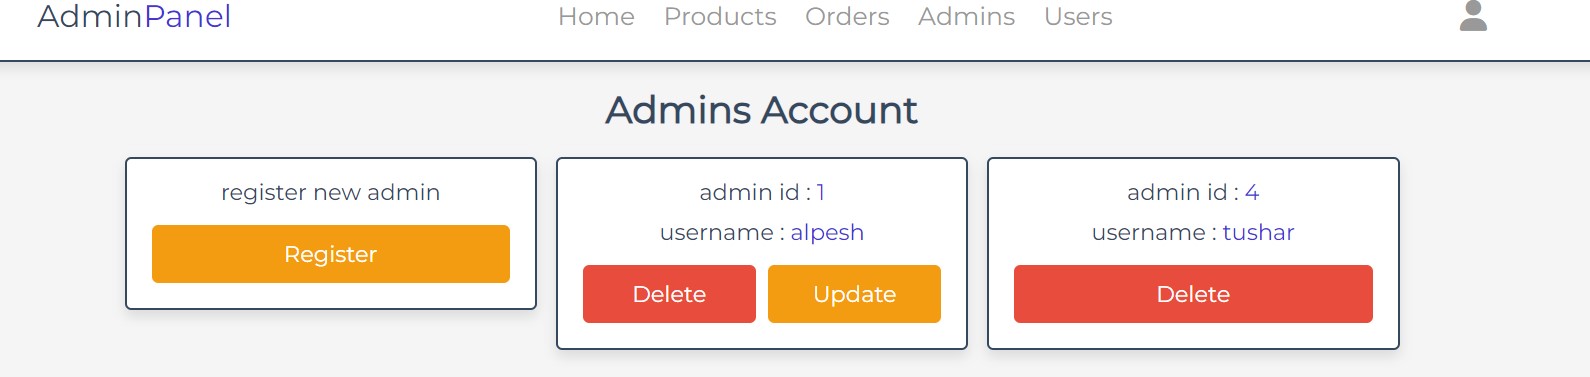 AdminPanel
Home Products Orders Admins Users
Admins Account
register new admin
Register
admin id : 1
username : alpesh
Delete Update
admin id : 4
username : tushar
Delete